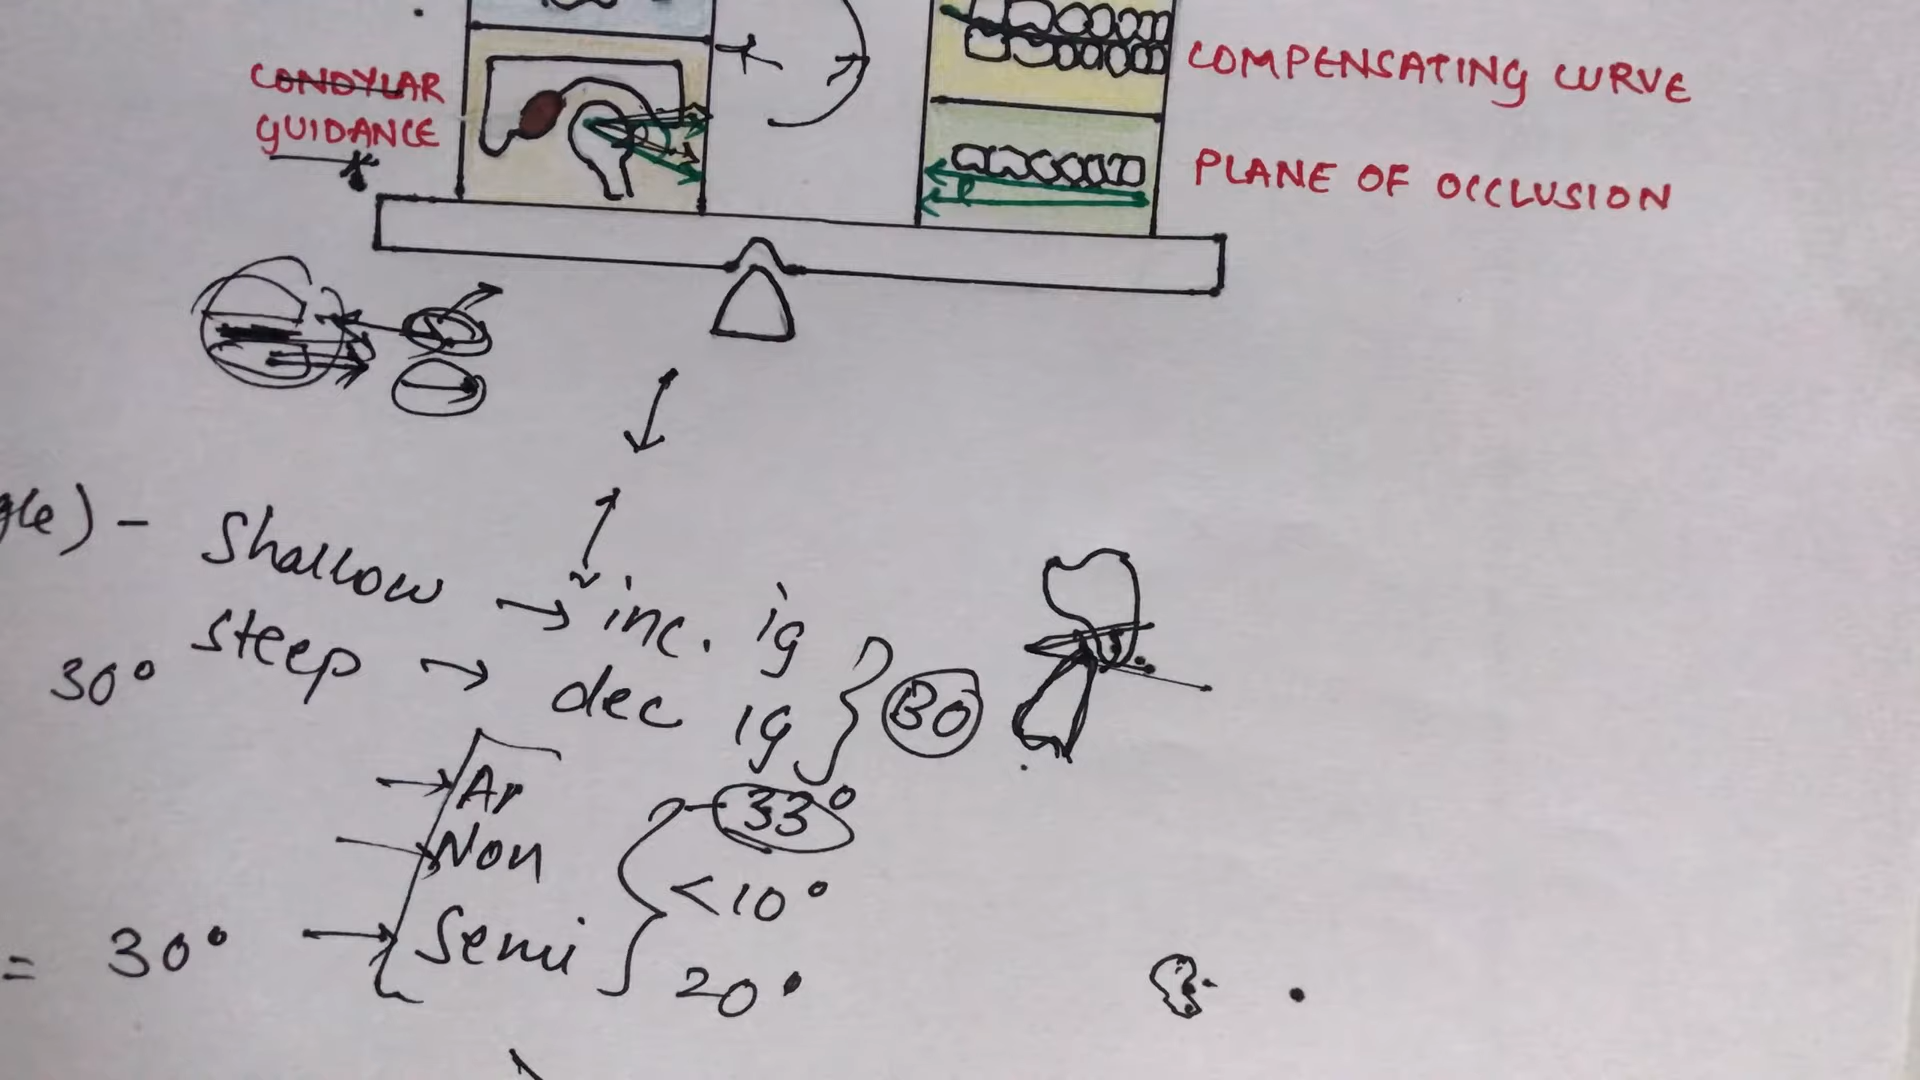 COMPENSATING CURVE
CONDYLAR
GUIDANCE
PLANE OF OCCLUSION
gle) - Shallow → inc. ig
30° Steep → dec ig
30
Ar 33°
Non <10°
= 30° → Semi 20°